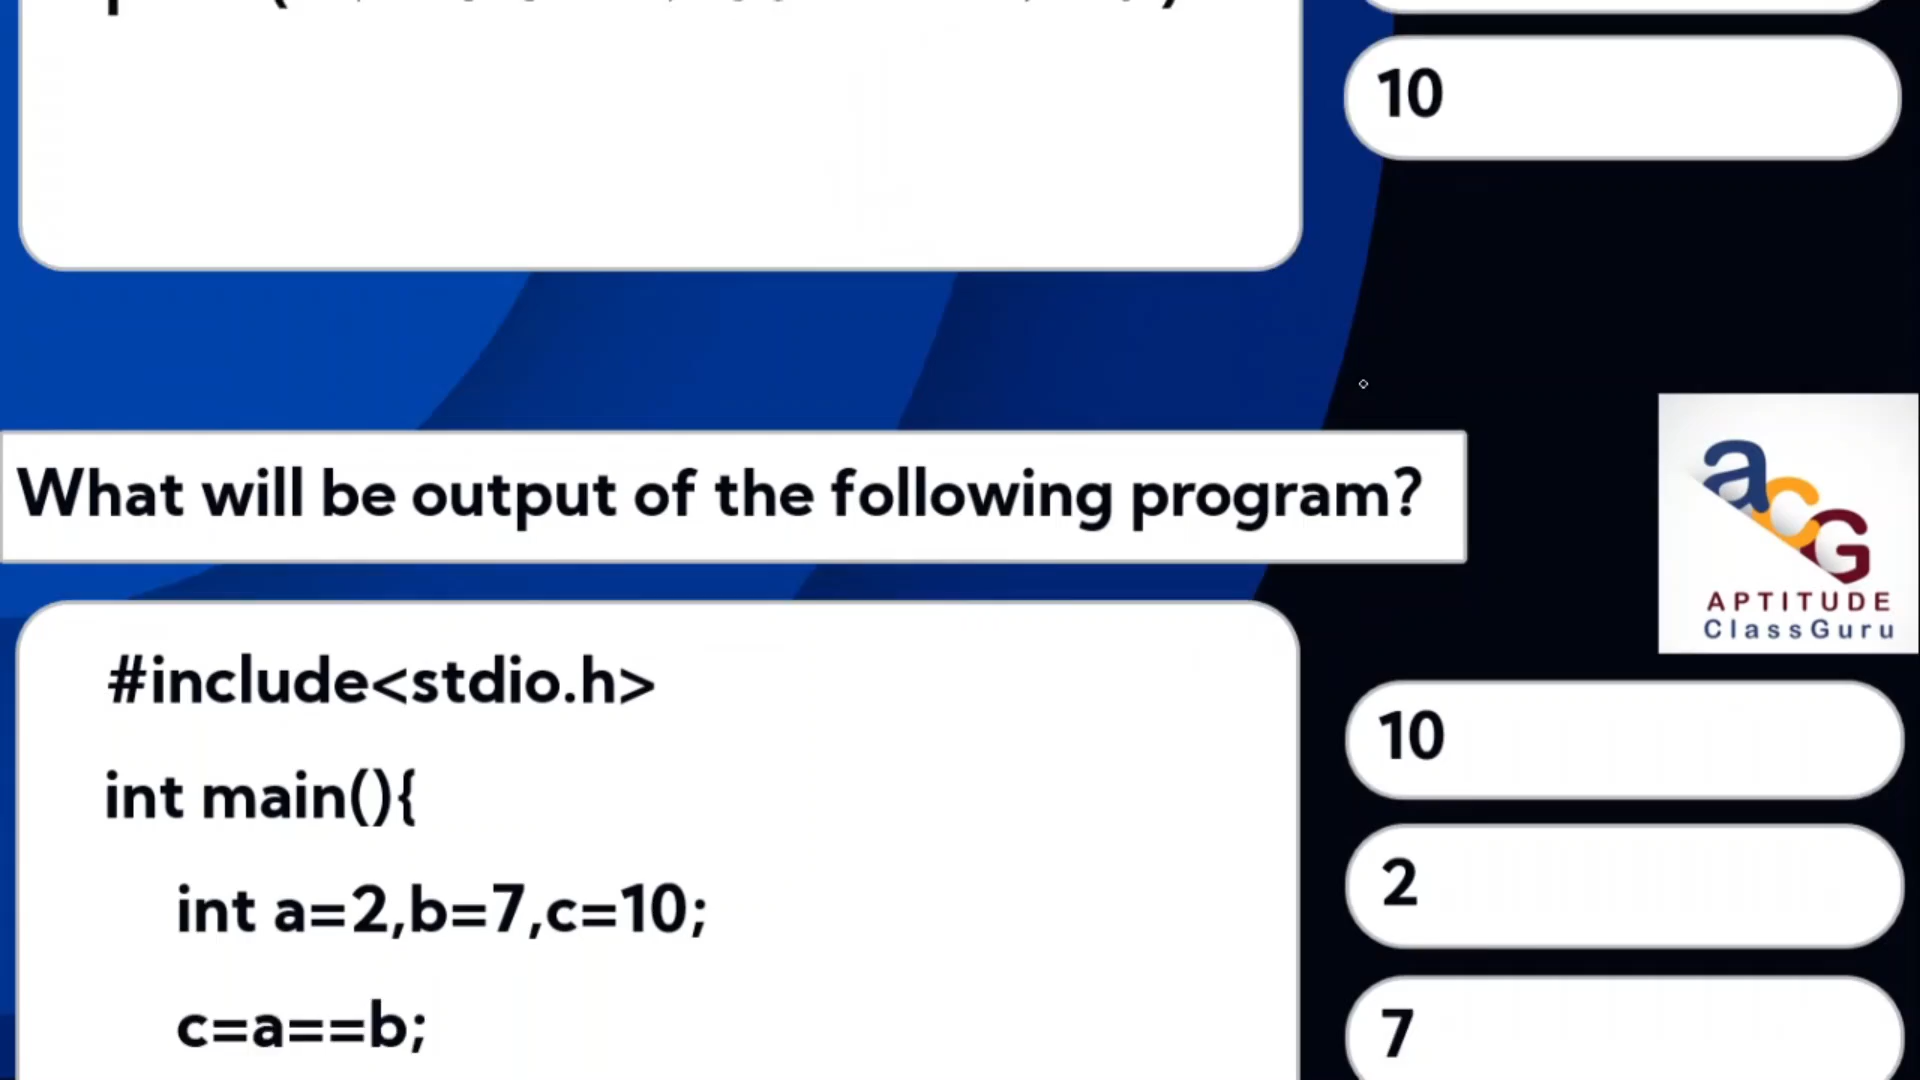 10
What will be output of the following program?
aCG
APTITUDE
ClassGuru
#include<stdio.h>
int main(){
int a=2,b=7,c=10;
c=a==b;
10
2
7